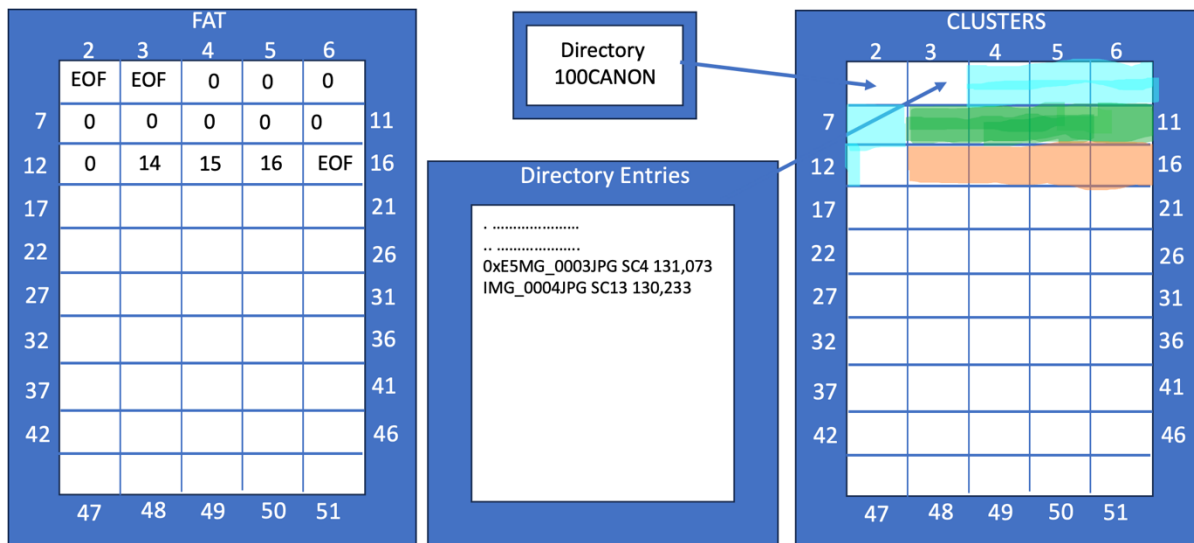 FAT
2 3 4 5 6
EOF EOF 0 0 0
7 0 0 0 0 0 11
12 0 14 15 16 EOF 16
17 21
22 26
27 31
32 36
37 41
42 46
47 48 49 50 51
Directory
100CANON
Directory Entries
. .....................
.. ....................
0xE5MG_0003JPG SC4 131,073
IMG_0004JPG SC13 130,233
CLUSTERS
2 3 4 5 6
7 11
12 16
17 21
22 26
27 31
32 36
37 41
42 46
47 48 49 50 51